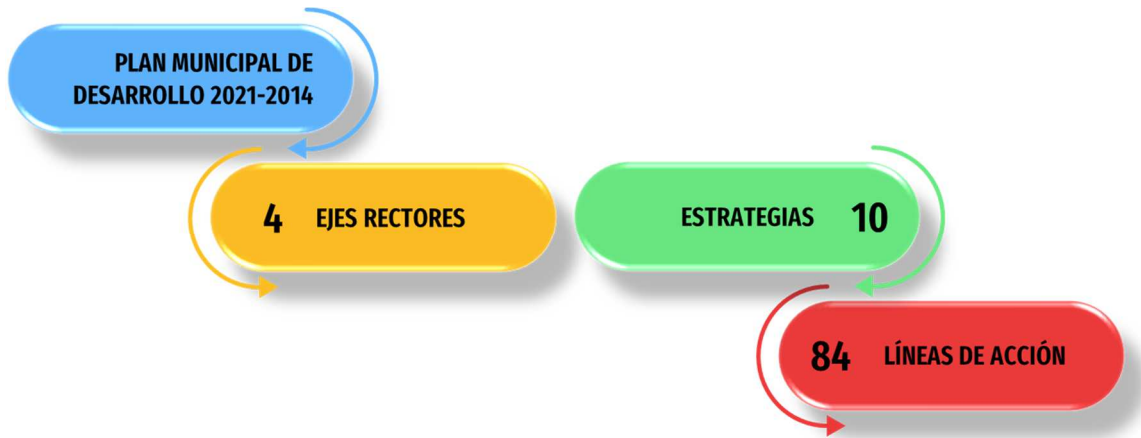 PLAN MUNICIPAL DE
DESARROLLO 2021-2014
4 EJES RECTORES
ESTRATEGIAS 10
84 LÍNEAS DE ACCIÓN